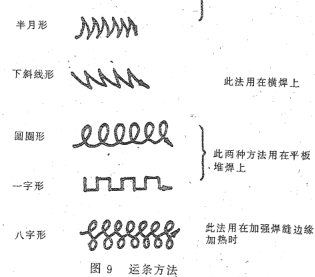 半月形
下斜线形
此法用在横焊上
圆圈形
此两种方法用在平板
堆焊上
一字形
八字形
此法用在加强焊缝边缘
加热时
图9 运条方法